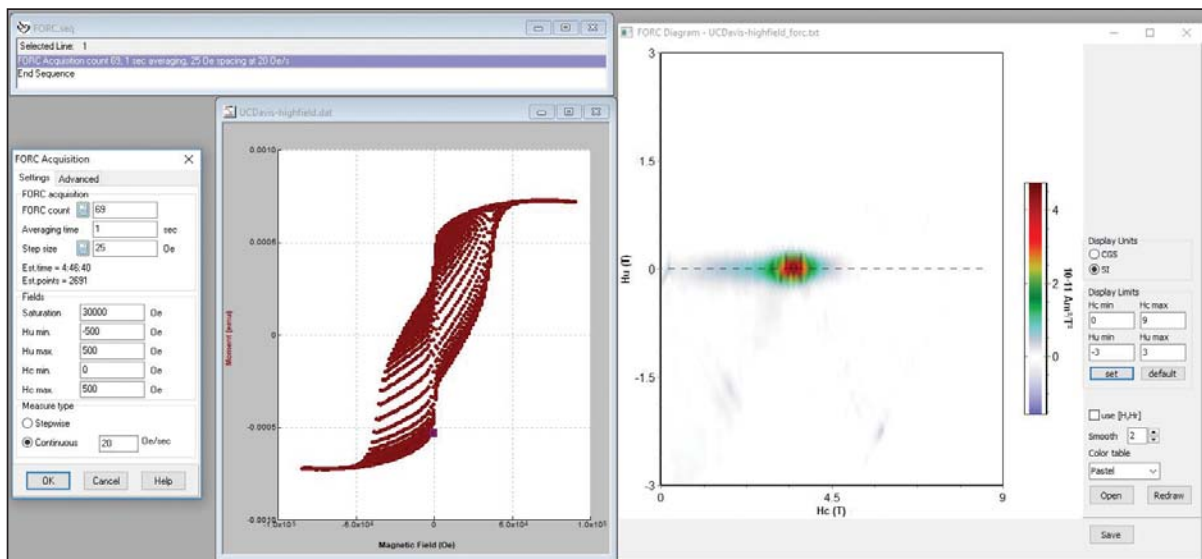 FORC.seq
Selected Line: 1
FORC Acquisition count 69, 1 sec averaging, 25 Oe spacing at 20 Oe/s
End Sequence
FORC Acquisition
Settings Advanced
FORC acquisition
FORC count 69
Averaging time 1 sec
Step size 25 Oe
Est.time = 4:46:40
Est.points = 2691
Fields
Saturation 30000 Oe
Hu min. -500 Oe
Hu max. 500 Oe
Hc min. 0 Oe
Hc max. 500 Oe
Measure type
Stepwise
Continuous 20 Oe/sec
OK Cancel Help
UCDavis-highfield.dat
0.0010
0.0005
0
-0.0005
-0.0010
Moment (emu)
-1.0x10⁵ -6.0x10⁴ 0 6.0x10⁴ 1.0x10⁵
Magnetic Field (Oe)
FORC Diagram - UCDavis-highfield_forc.txt
3
1.5
0
-1.5
-3
Hu (T)
0 4.5 9
Hc (T)
4
2
0
10-11 Am²/T²
Display Units
CGS
SI
Display Limits
Hc min Hc max
0 9
Hu min Hu max
-3 3
set default
use [H,Hr]
Smooth 2
Color table
Pastel
Open Redraw
Save